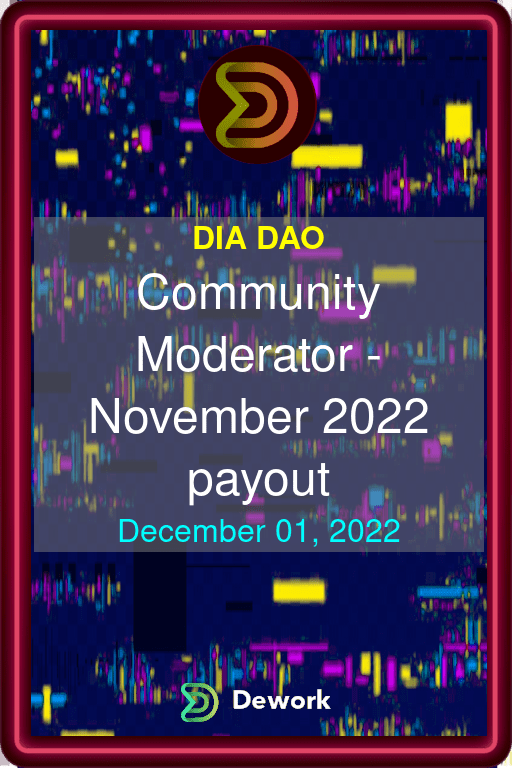 DIA DAO
Community
Moderator -
November 2022
payout
December 01, 2022
Dework